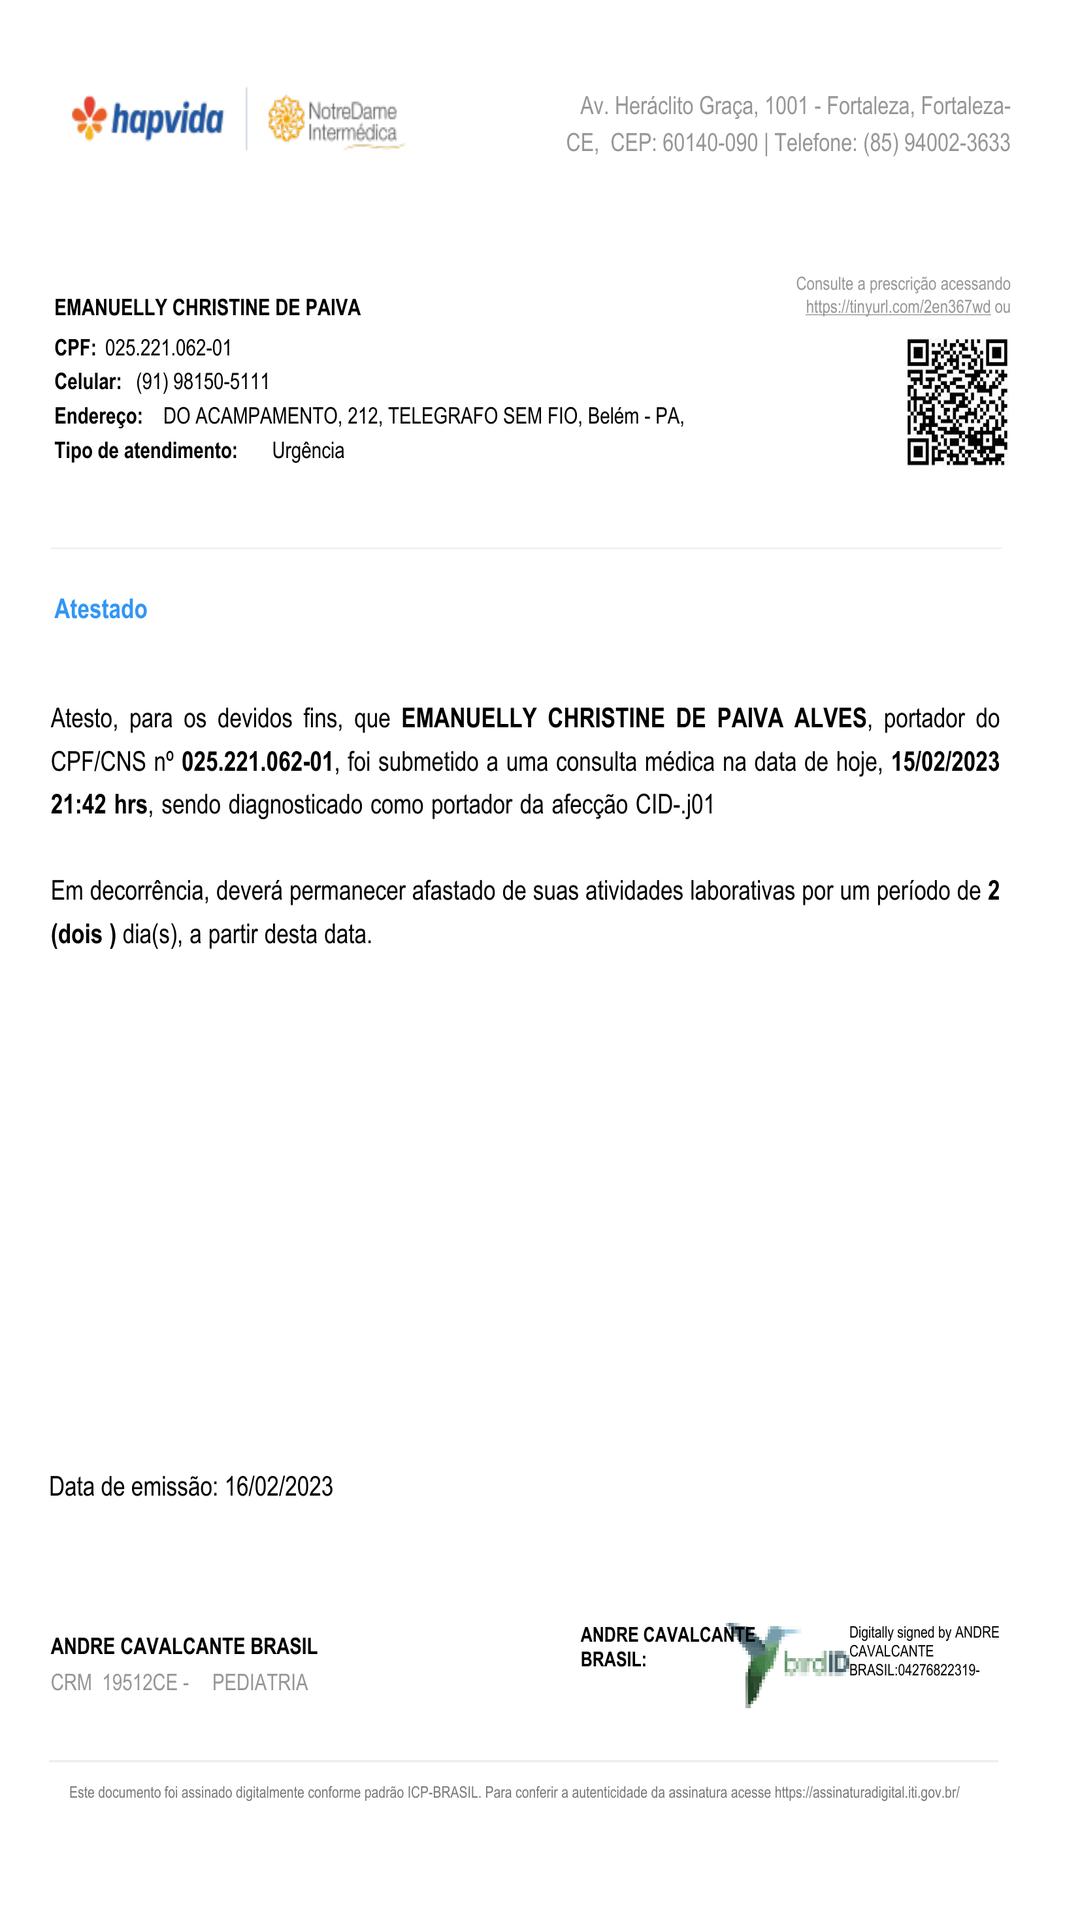 hapvida
NotreDame
Intermédica
Av. Heráclito Graça, 1001 - Fortaleza, Fortaleza-
CE, CEP: 60140-090 | Telefone: (85) 94002-3633
Consulte a prescrição acessando
https://tinyurl.com/2en367wd ou
EMANUELLY CHRISTINE DE PAIVA
CPF: 025.221.062-01
Celular: (91) 98150-5111
Endereço: DO ACAMPAMENTO, 212, TELEGRAFO SEM FIO, Belém - PA,
Tipo de atendimento: Urgência
Atestado
Atesto, para os devidos fins, que EMANUELLY CHRISTINE DE PAIVA ALVES, portador do
CPF/CNS nº 025.221.062-01, foi submetido a uma consulta médica na data de hoje, 15/02/2023
21:42 hrs, sendo diagnosticado como portador da afecção CID-.j01
Em decorrência, deverá permanecer afastado de suas atividades laborativas por um período de 2
(dois ) dia(s), a partir desta data.
Data de emissão: 16/02/2023
ANDRE CAVALCANTE BRASIL
CRM 19512CE - PEDIATRIA
ANDRE CAVALCANTE
BRASIL:
birdID
Digitally signed by ANDRE
CAVALCANTE
BRASIL:04276822319-
Este documento foi assinado digitalmente conforme padrão ICP-BRASIL. Para conferir a autenticidade da assinatura acesse https://assinaturadigital.iti.gov.br/